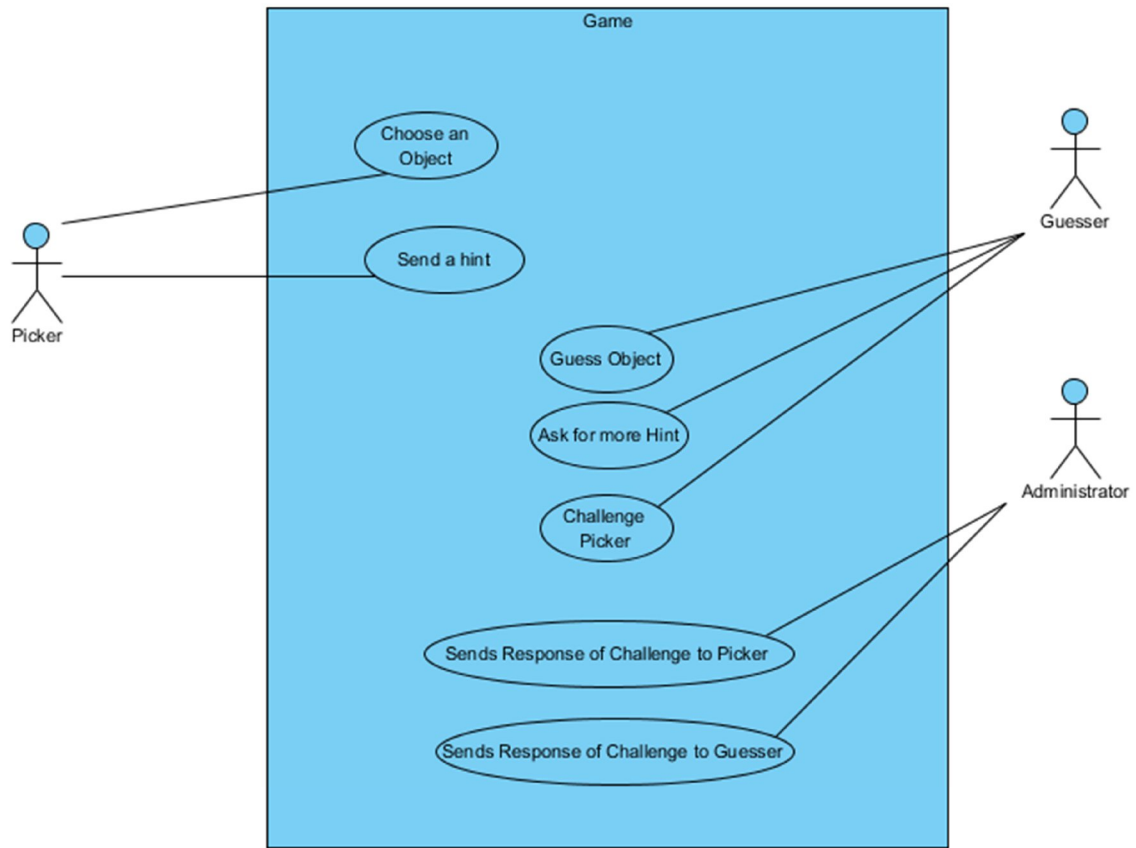 Game
Choose an
Object
Send a hint
Picker
Guesser
Guess Object
Ask for more Hint
Challenge
Picker
Administrator
Sends Response of Challenge to Picker
Sends Response of Challenge to Guesser